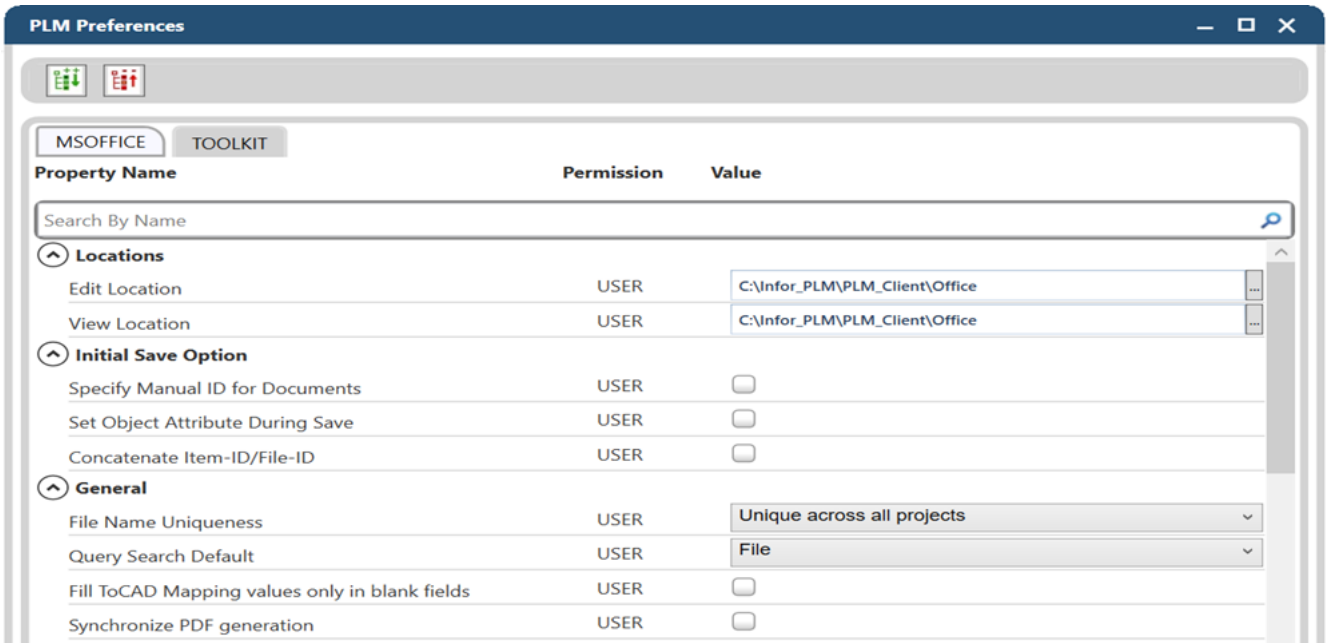 PLM Preferences
MSOFFICE TOOLKIT
Property Name Permission Value
Search By Name
Locations
Edit Location USER C:\Infor_PLM\PLM_Client\Office ...
View Location USER C:\Infor_PLM\PLM_Client\Office ...
Initial Save Option
Specify Manual ID for Documents USER
Set Object Attribute During Save USER
Concatenate Item-ID/File-ID USER
General
File Name Uniqueness USER Unique across all projects
Query Search Default USER File
Fill ToCAD Mapping values only in blank fields USER
Synchronize PDF generation USER